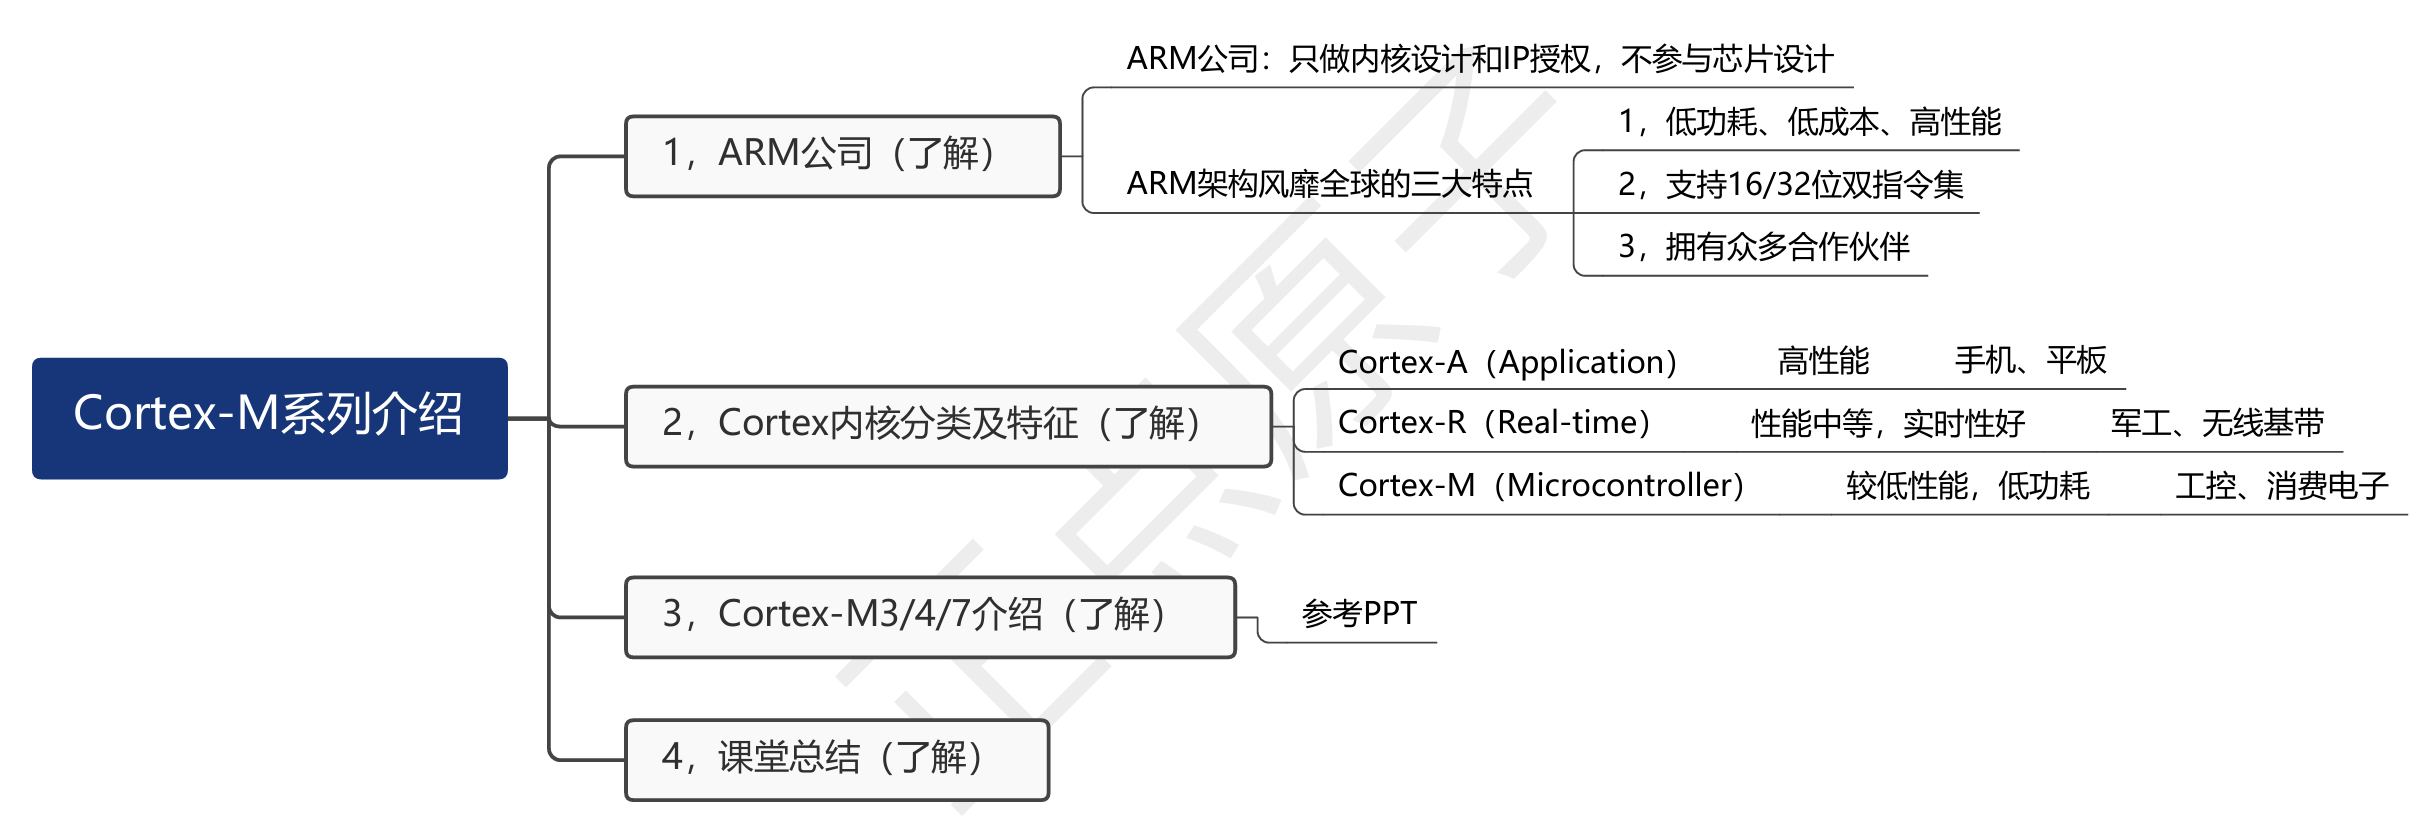 Cortex-M系列介绍
1，ARM公司（了解）
ARM公司：只做内核设计和IP授权，不参与芯片设计
ARM架构风靡全球的三大特点
1，低功耗、低成本、高性能
2，支持16/32位双指令集
3，拥有众多合作伙伴
2，Cortex内核分类及特征（了解）
Cortex-A（Application） 高性能 手机、平板
Cortex-R（Real-time） 性能中等，实时性好 军工、无线基带
Cortex-M（Microcontroller） 较低性能，低功耗 工控、消费电子
3，Cortex-M3/4/7介绍（了解）
参考PPT
4，课堂总结（了解）
正点原子